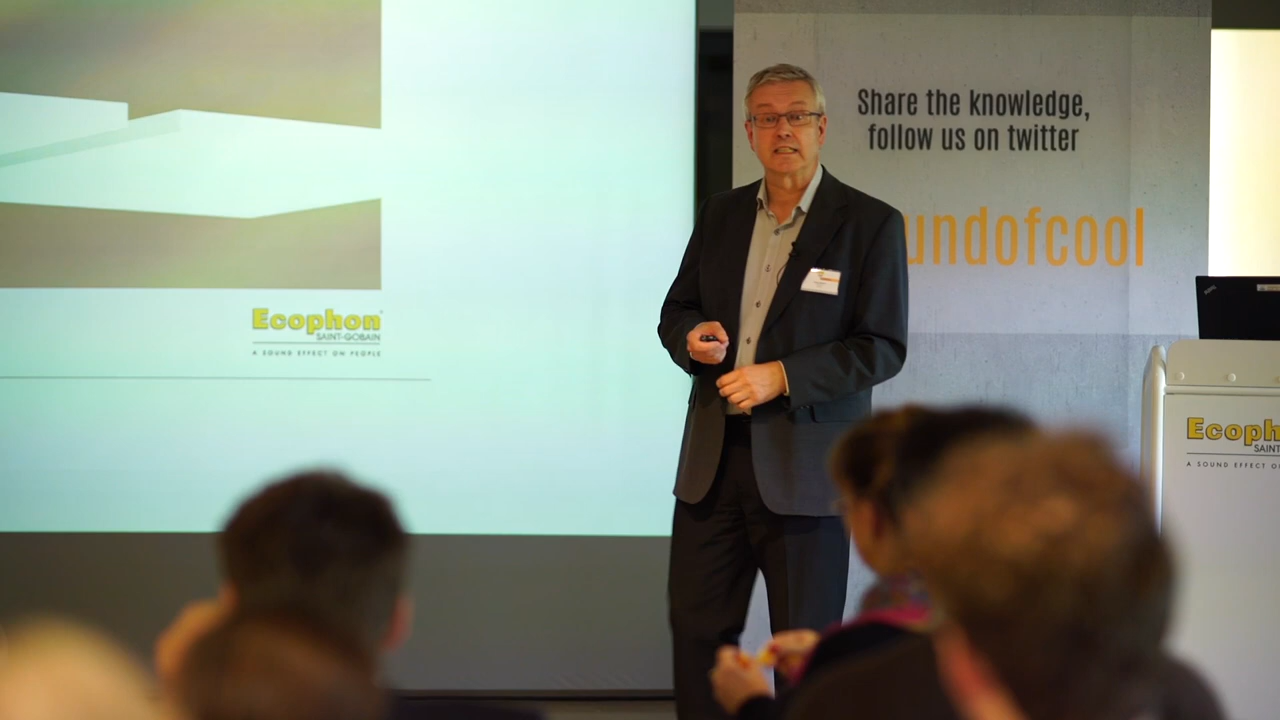 Share the knowledge,
follow us on twitter
undofcool
Ecophon
SAINT-GOBAIN
A SOUND EFFECT ON PEOPLE
Ecoph
SAINT-
A SOUND EFFECT O